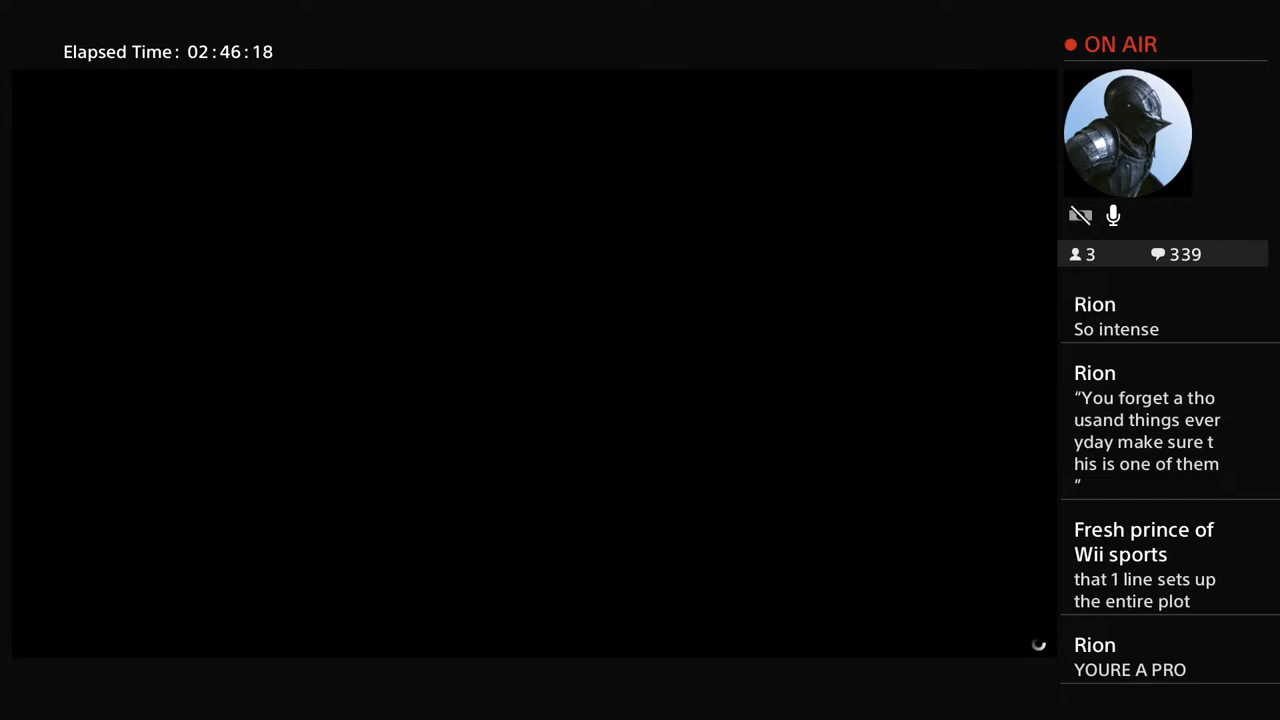 Elapsed Time: 02:46:18
ON AIR
3 339
Rion
So intense
Rion
“You forget a tho
usand things ever
yday make sure t
his is one of them
”
Fresh prince of
Wii sports
that 1 line sets up
the entire plot
Rion
YOURE A PRO